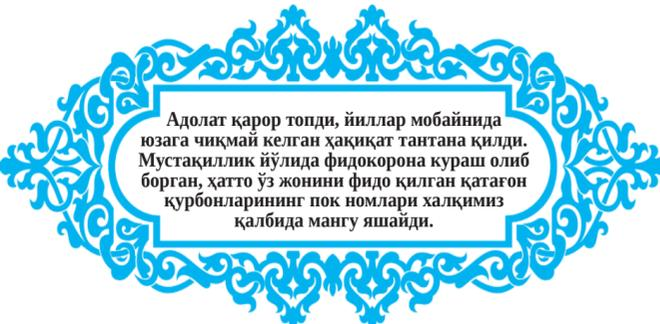 Адолат қарор топди, йиллар мобайнида
юзага чиқмай келган ҳақиқат тантана қилди.
Мустақиллик йўлида фидокорона кураш олиб
борган, ҳатто ўз жонини фидо қилган қатағон
қурбонларининг пок номлари халқимиз
қалбида мангу яшайди.